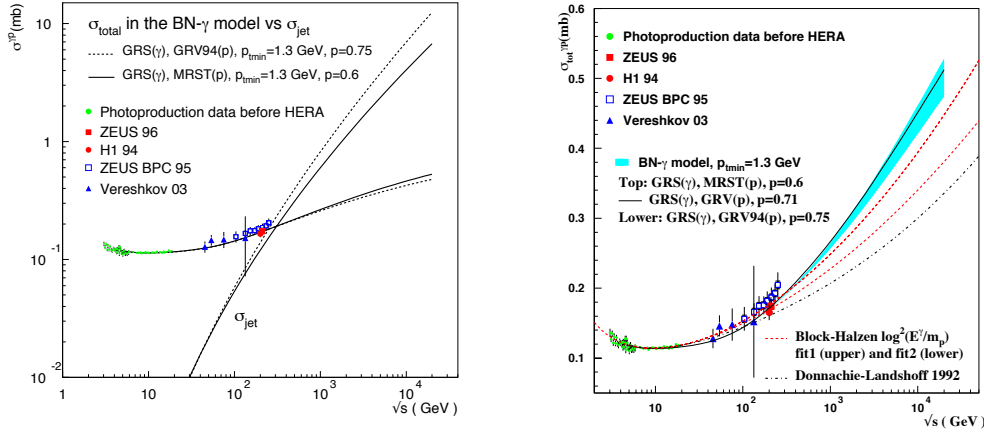 σ^γp (mb)
σ_total in the BN-γ model vs σ_jet
GRS(γ), GRV94(p), p_tmin=1.3 GeV, p=0.75
GRS(γ), MRST(p), p_tmin=1.3 GeV, p=0.6
Photoproduction data before HERA
ZEUS 96
H1 94
ZEUS BPC 95
Vereshkov 03
σ_jet
10
1
10^-1
10^-2
1 10 10^2 10^3 10^4
√s ( GeV )
σ_tot^γp(mb)
Photoproduction data before HERA
ZEUS 96
H1 94
ZEUS BPC 95
Vereshkov 03
BN-γ model, p_tmin=1.3 GeV
Top: GRS(γ), MRST(p), p=0.6
GRS(γ), GRV(p), p=0.71
Lower: GRS(γ), GRV94(p), p=0.75
Block-Halzen log^2(E^γ/m_p)
fit1 (upper) and fit2 (lower)
Donnachie-Landshoff 1992
0.6
0.5
0.4
0.3
0.2
0.1
10 10^2 10^3 10^4
√s ( GeV )